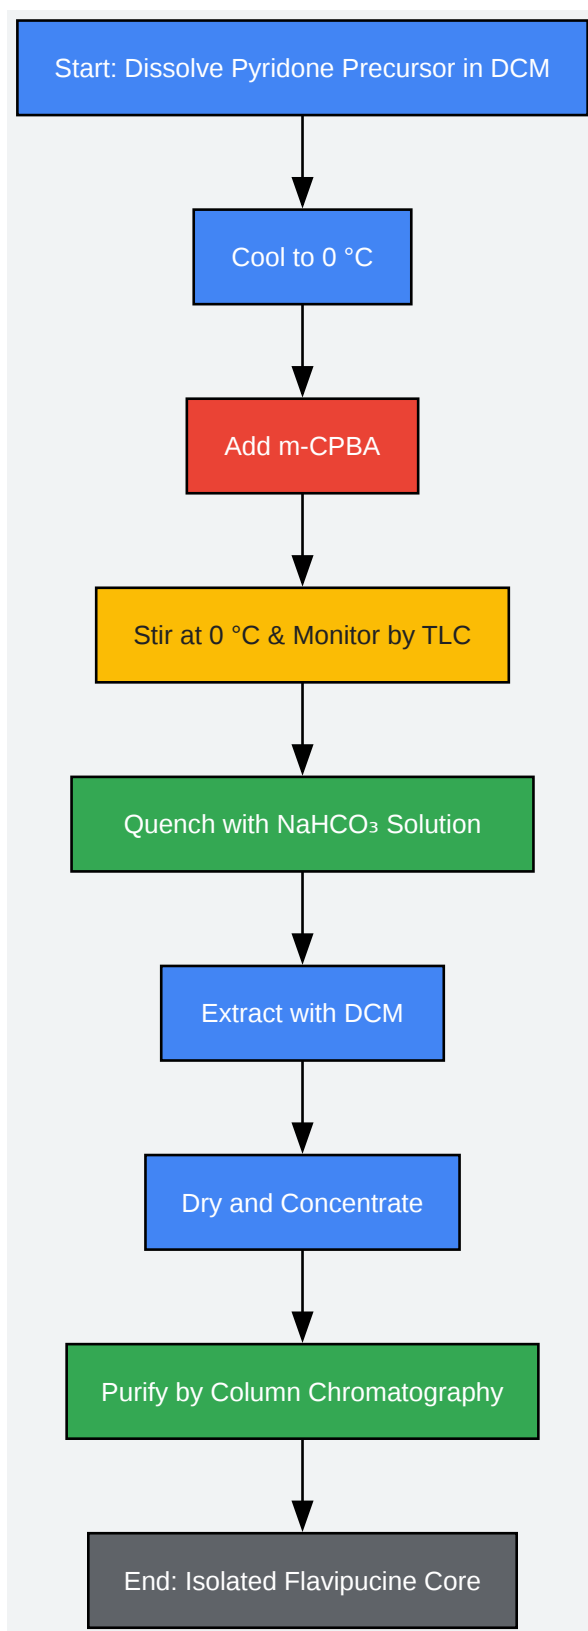 Start: Dissolve Pyridone Precursor in DCM
Cool to 0 °C
Add m-CPBA
Stir at 0 °C & Monitor by TLC
Quench with NaHCO₃ Solution
Extract with DCM
Dry and Concentrate
Purify by Column Chromatography
End: Isolated Flavipucine Core